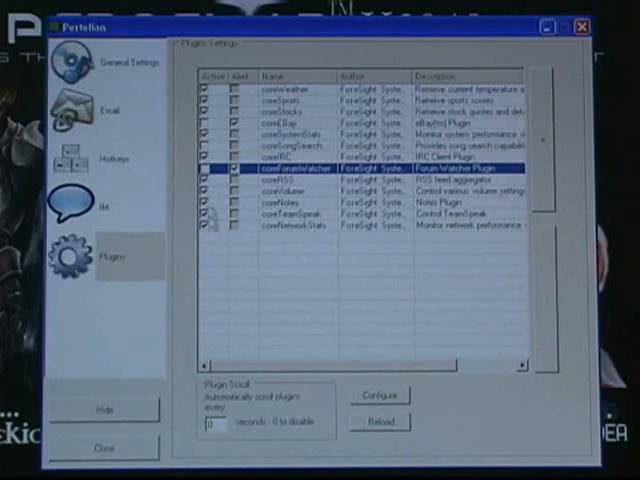 Pertelian
General Settings
Email
Hotkeys
IM
Plugins
Hide
Close
Plugins Settings
Active Alert Name Author Description
coreWeather ForeSight Syste... Retrieve current temperature a
coreSports ForeSight Syste... Retrieve sports scores
coreStocks ForeSight Syste... Retrieve stock quotes and deta
coreEBay ForeSight Syste... eBay(tm) Plugin
coreSystemStats ForeSight Syste... Monitor system performance s
coreSongSearch ForeSight Syste... Provides song search capabili
coreIRC ForeSight Syste... IRC Client Plugin
coreForumWatcher ForeSight Syste... Forum Watcher Plugin
coreRSS ForeSight Syste... RSS feed aggregator
coreVolume ForeSight Syste... Control various volume settings
coreNotes ForeSight Syste... Notes Plugin
coreTeamSpeak ForeSight Syste... Control TeamSpeak
coreNetworkStats ForeSight Syste... Monitor network performance
Plugin Scroll
Automatically scroll plugins
every
0 seconds - 0 to disable
Configure
Reload